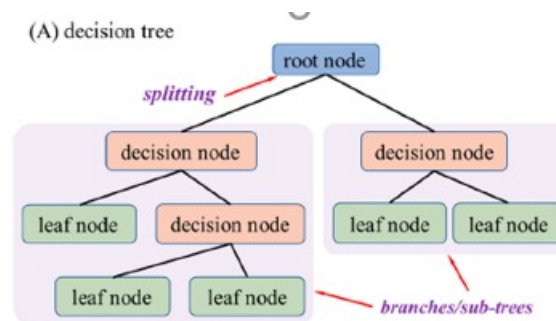 (A) decision tree
root node
splitting
decision node
decision node
leaf node
decision node
leaf node
leaf node
leaf node
leaf node
branches/sub-trees